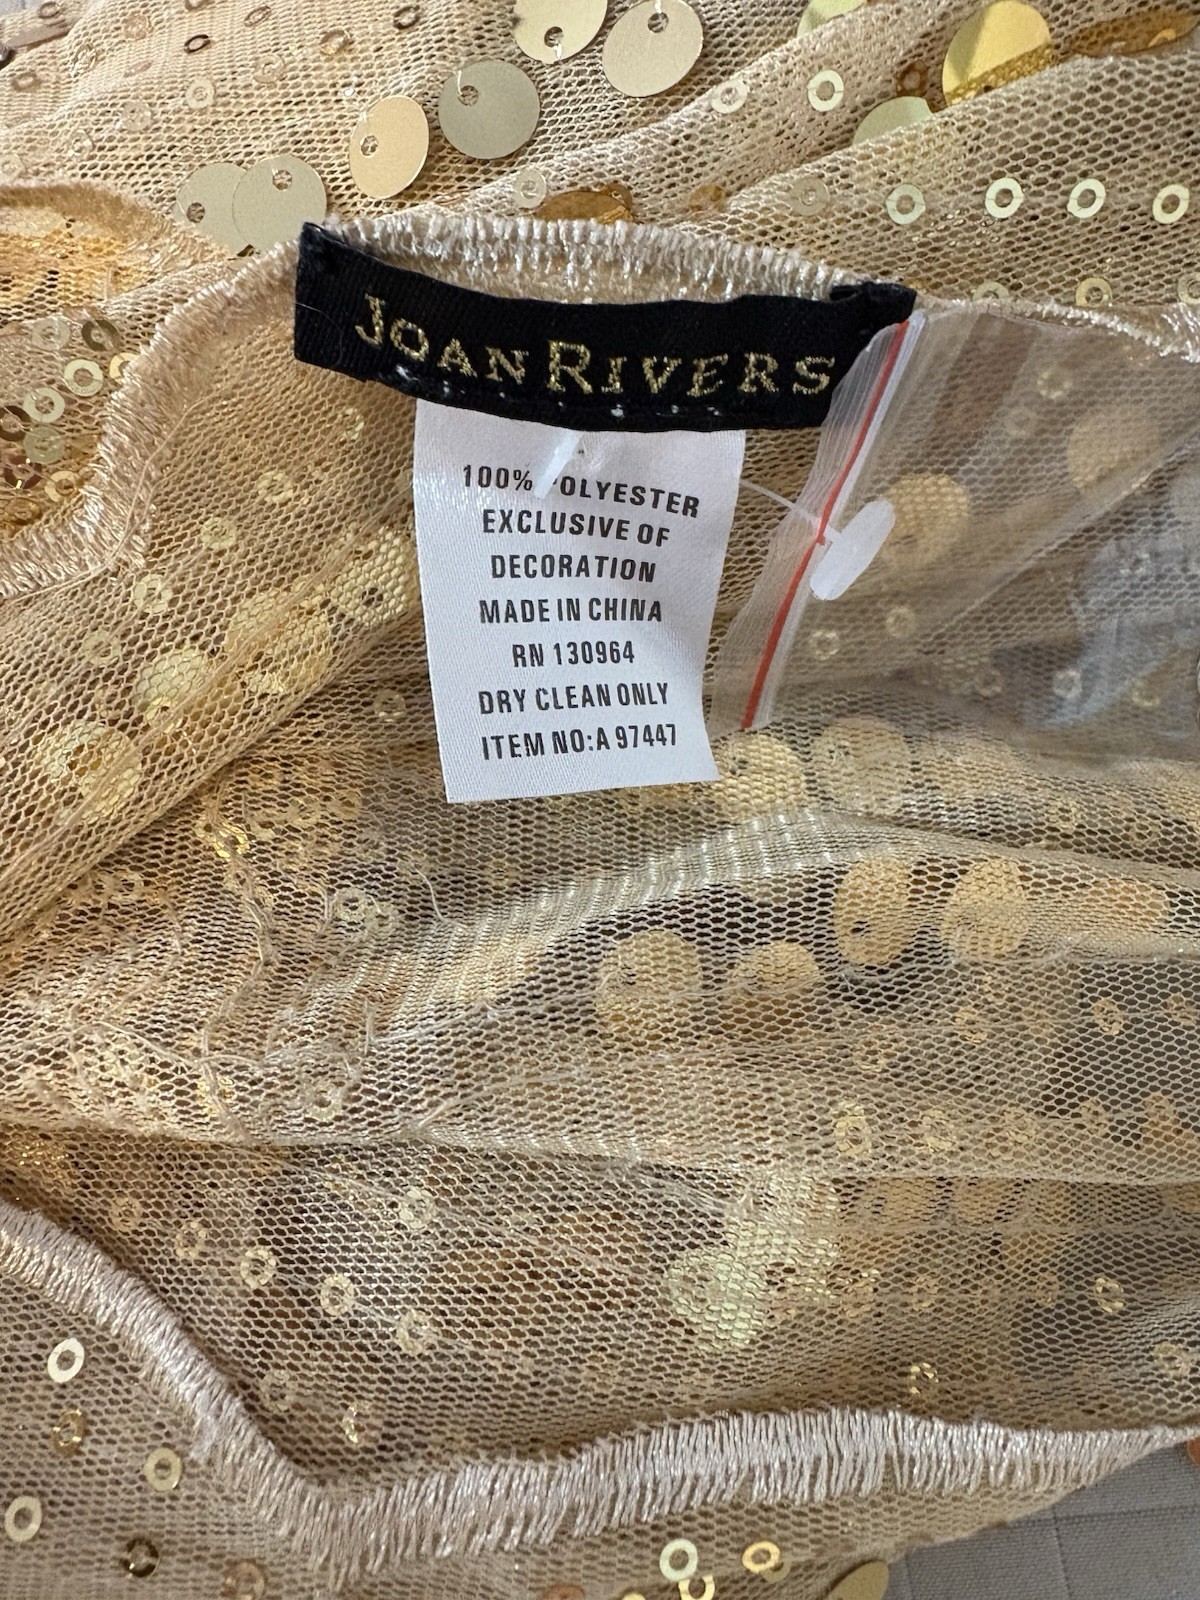 JOAN RIVERS
100% POLYESTER
EXCLUSIVE OF
DECORATION
MADE IN CHINA
RN 130964
DRY CLEAN ONLY
ITEM NO:A 97447